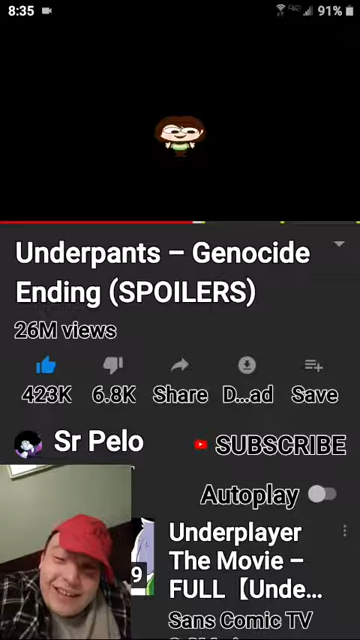 8:35 91%
Underpants – Genocide
Ending (SPOILERS)
26M views
423K 6.8K Share D...ad Save
Sr Pelo SUBSCRIBE
Autoplay
Underplayer
The Movie –
FULL【Unde...
9
Sans Comic TV